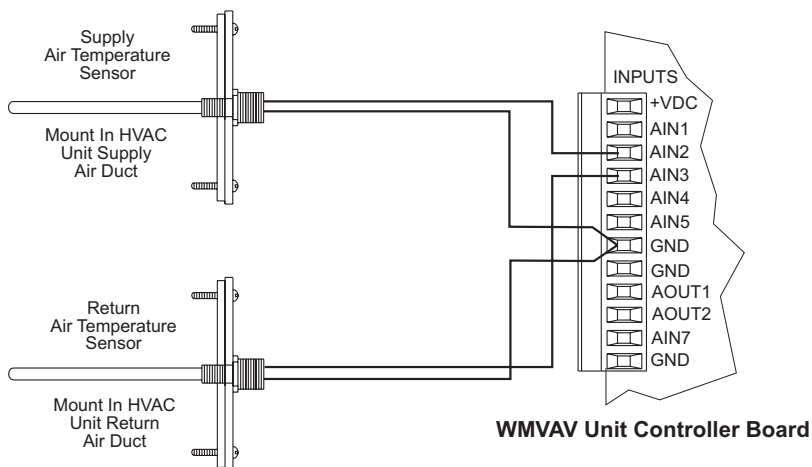 Supply
Air Temperature
Sensor
Mount In HVAC
Unit Supply
Air Duct
Return
Air Temperature
Sensor
Mount In HVAC
Unit Return
Air Duct
INPUTS
+VDC
AIN1
AIN2
AIN3
AIN4
AIN5
GND
GND
AOUT1
AOUT2
AIN7
GND
WMVAV Unit Controller Board